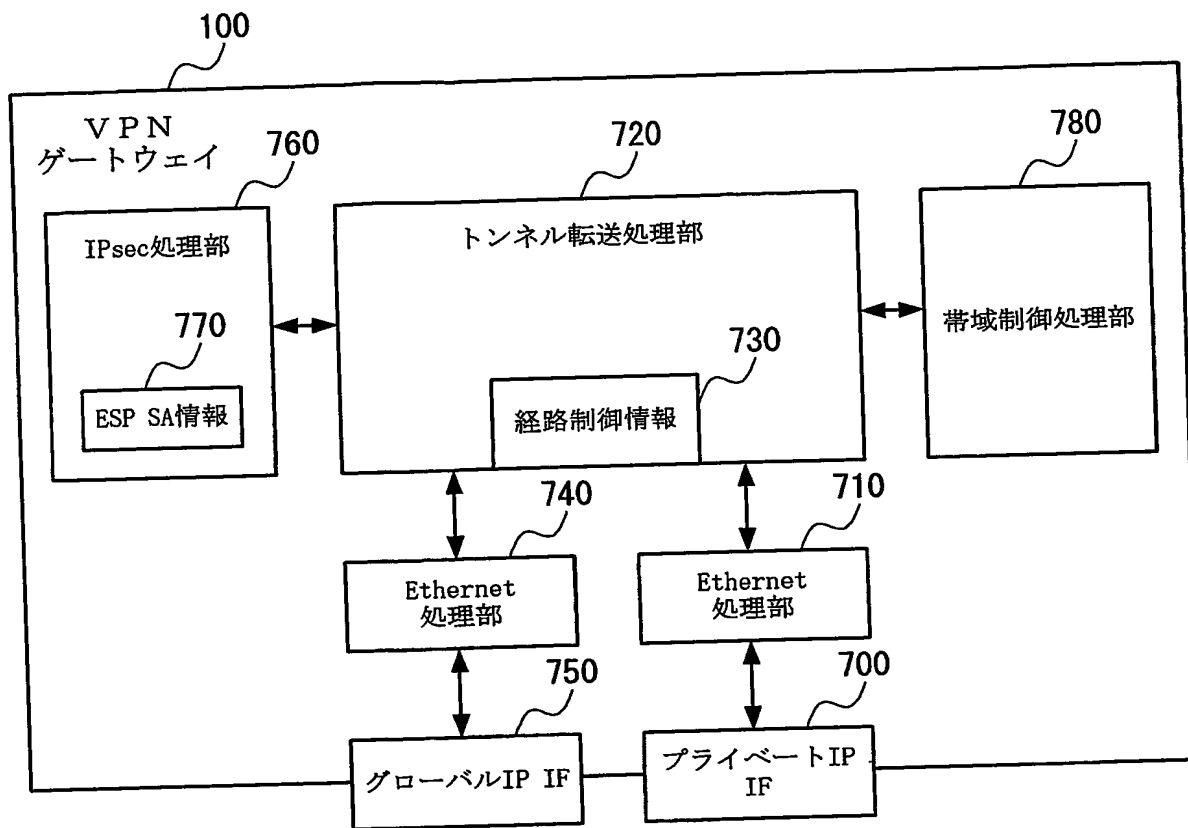 100
ＶＰＮ
ゲートウェイ
760
720
780
IPsec処理部
トンネル転送処理部
帯域制御処理部
770
730
ESP SA情報
経路制御情報
740
710
Ethernet
処理部
Ethernet
処理部
750
700
グローバルIP IF
プライベートIP
IF